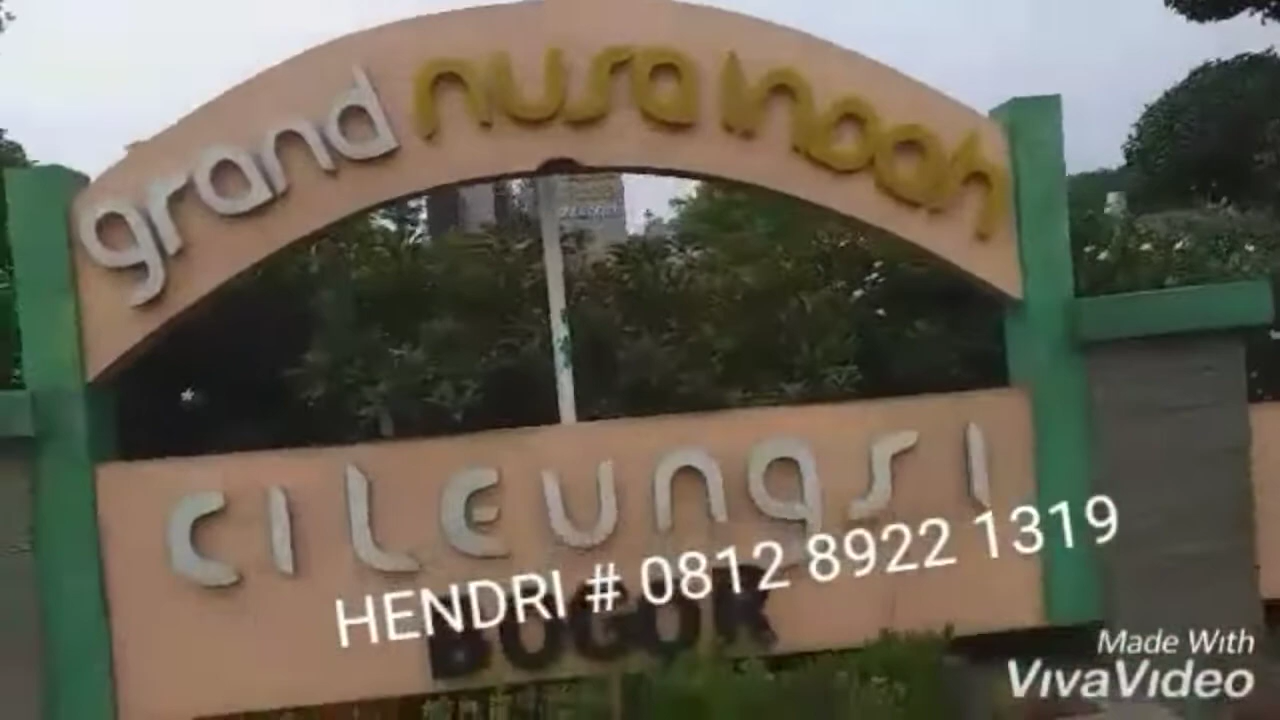 grand nusa Indah
CILEUNGSI
HENDRI # 0812 8922 1319
BOGOR
Made With
VivaVideo